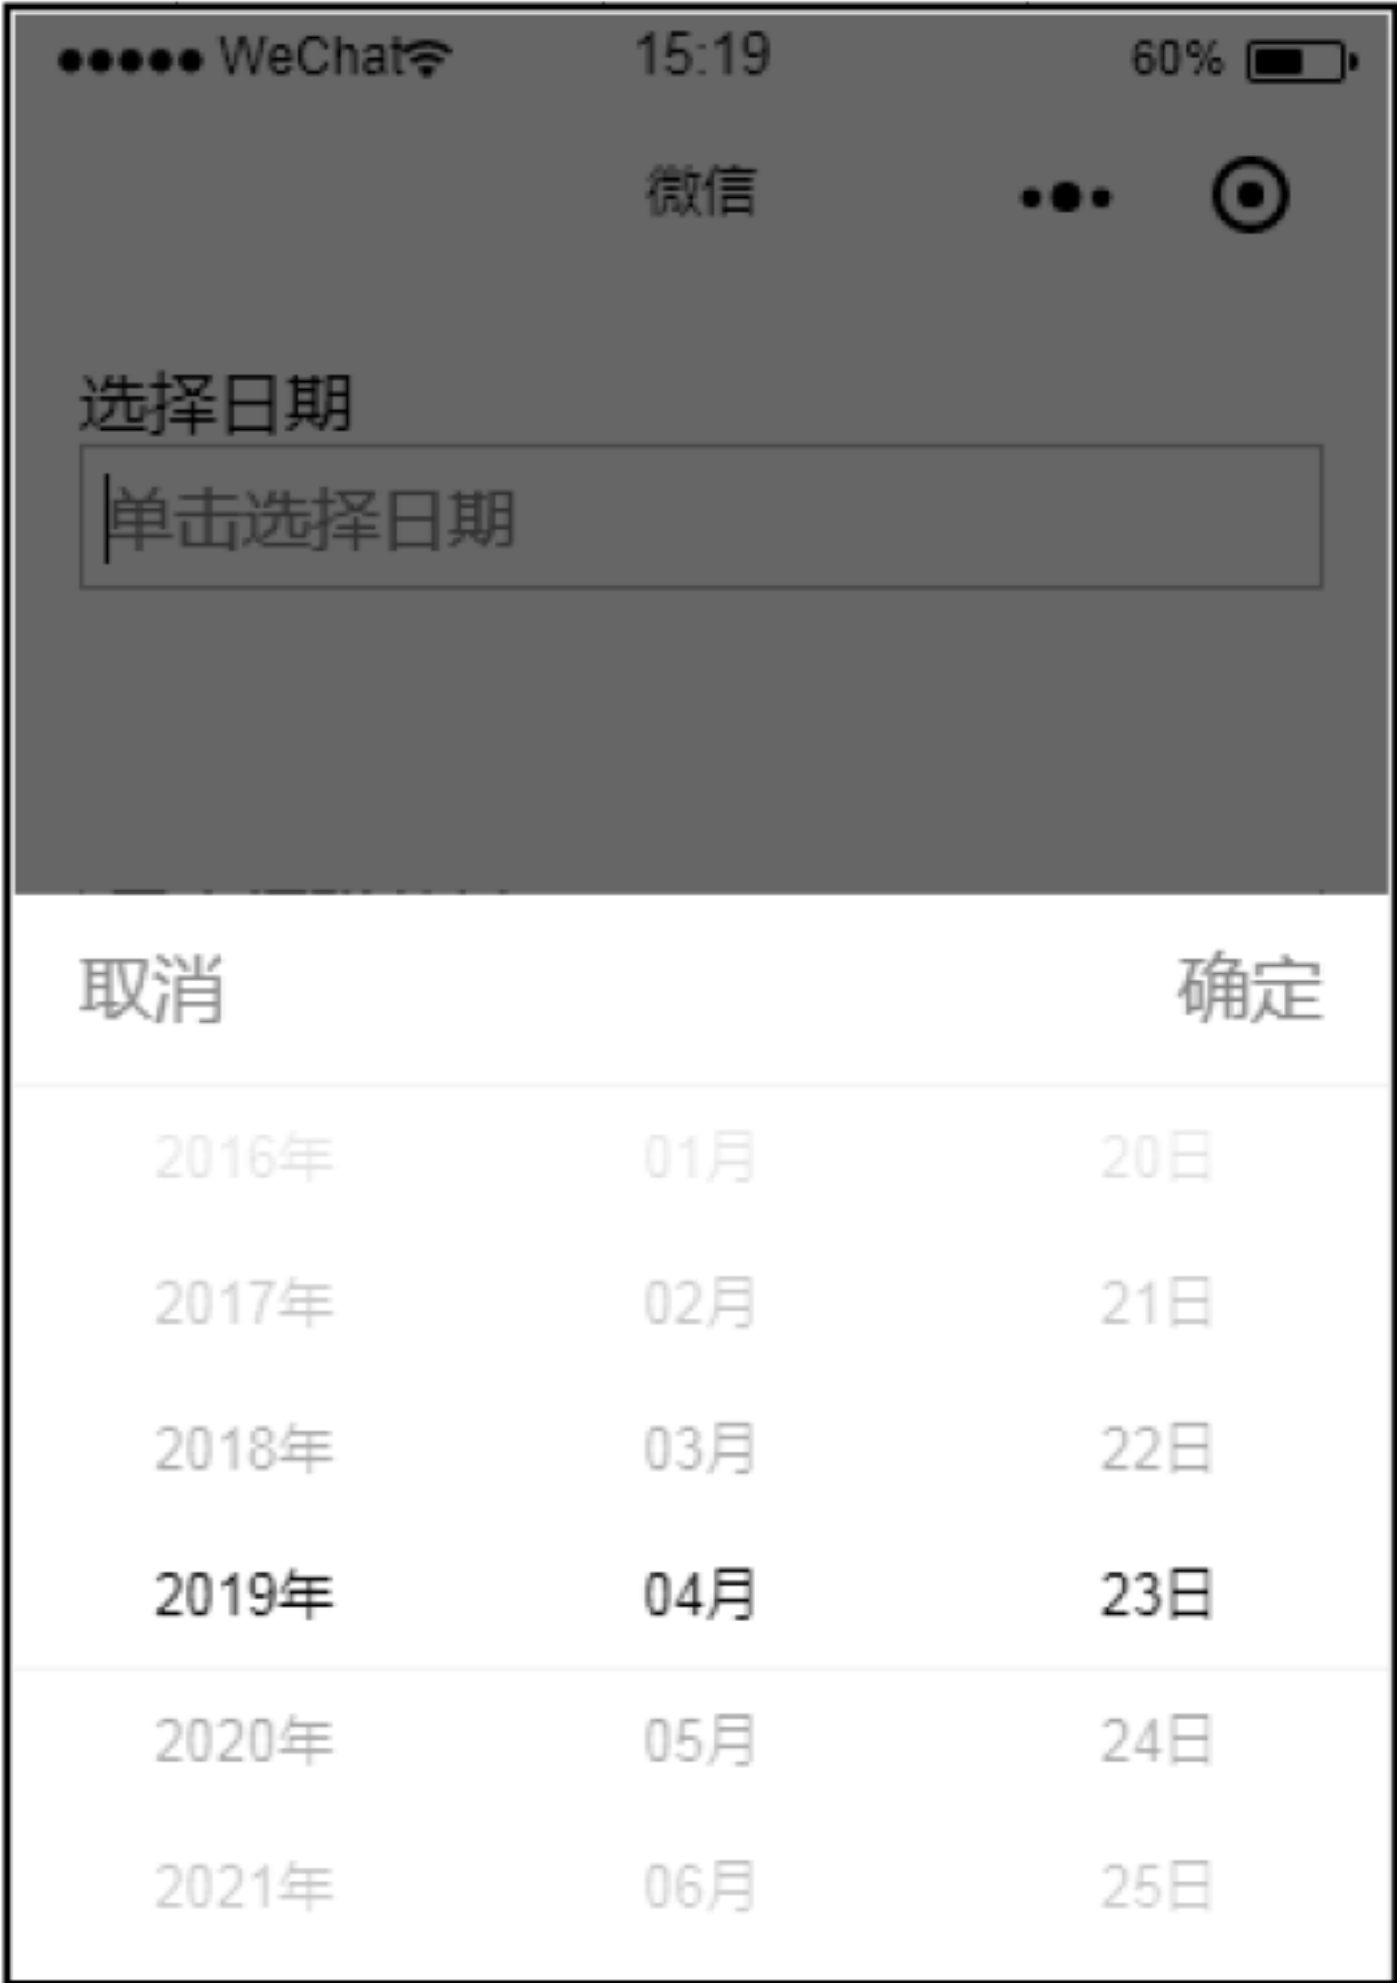 WeChat 15:19 60%
微信
选择日期
单击选择日期
取消 确定
2016年 01月 20日
2017年 02月 21日
2018年 03月 22日
2019年 04月 23日
2020年 05月 24日
2021年 06月 25日